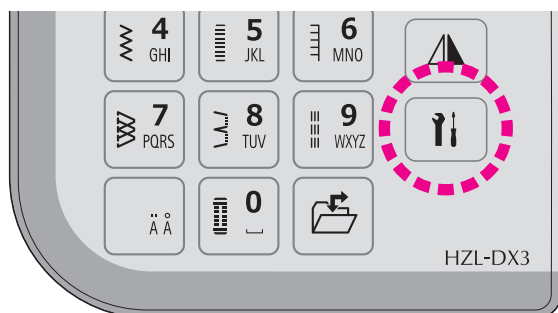 4 5 6
GHI JKL MNO
7 8 9
PQRS TUV WXYZ
0
Ä Å
HZL-DX3